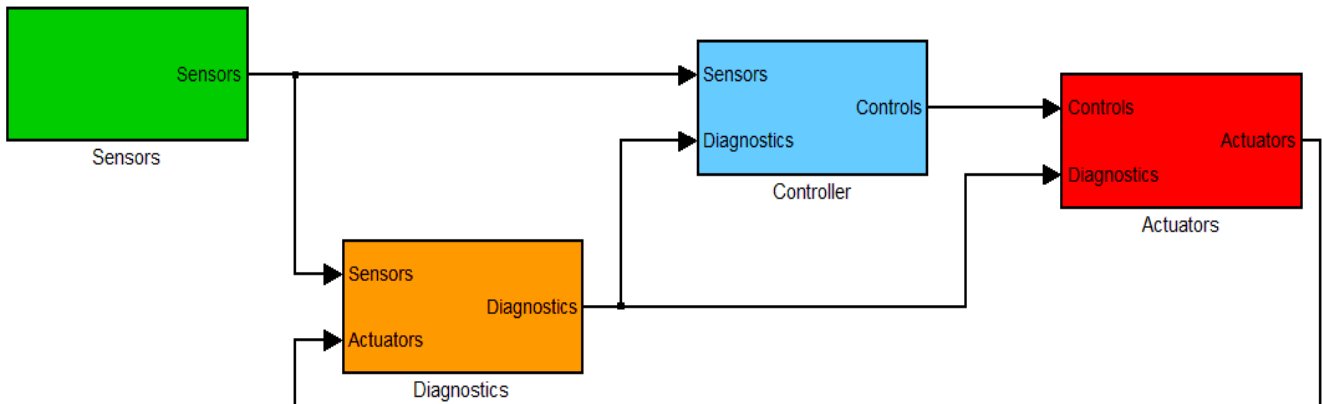 Sensors
Sensors
Sensors
Controls
Diagnostics
Controller
Controls
Actuators
Diagnostics
Actuators
Sensors
Diagnostics
Actuators
Diagnostics